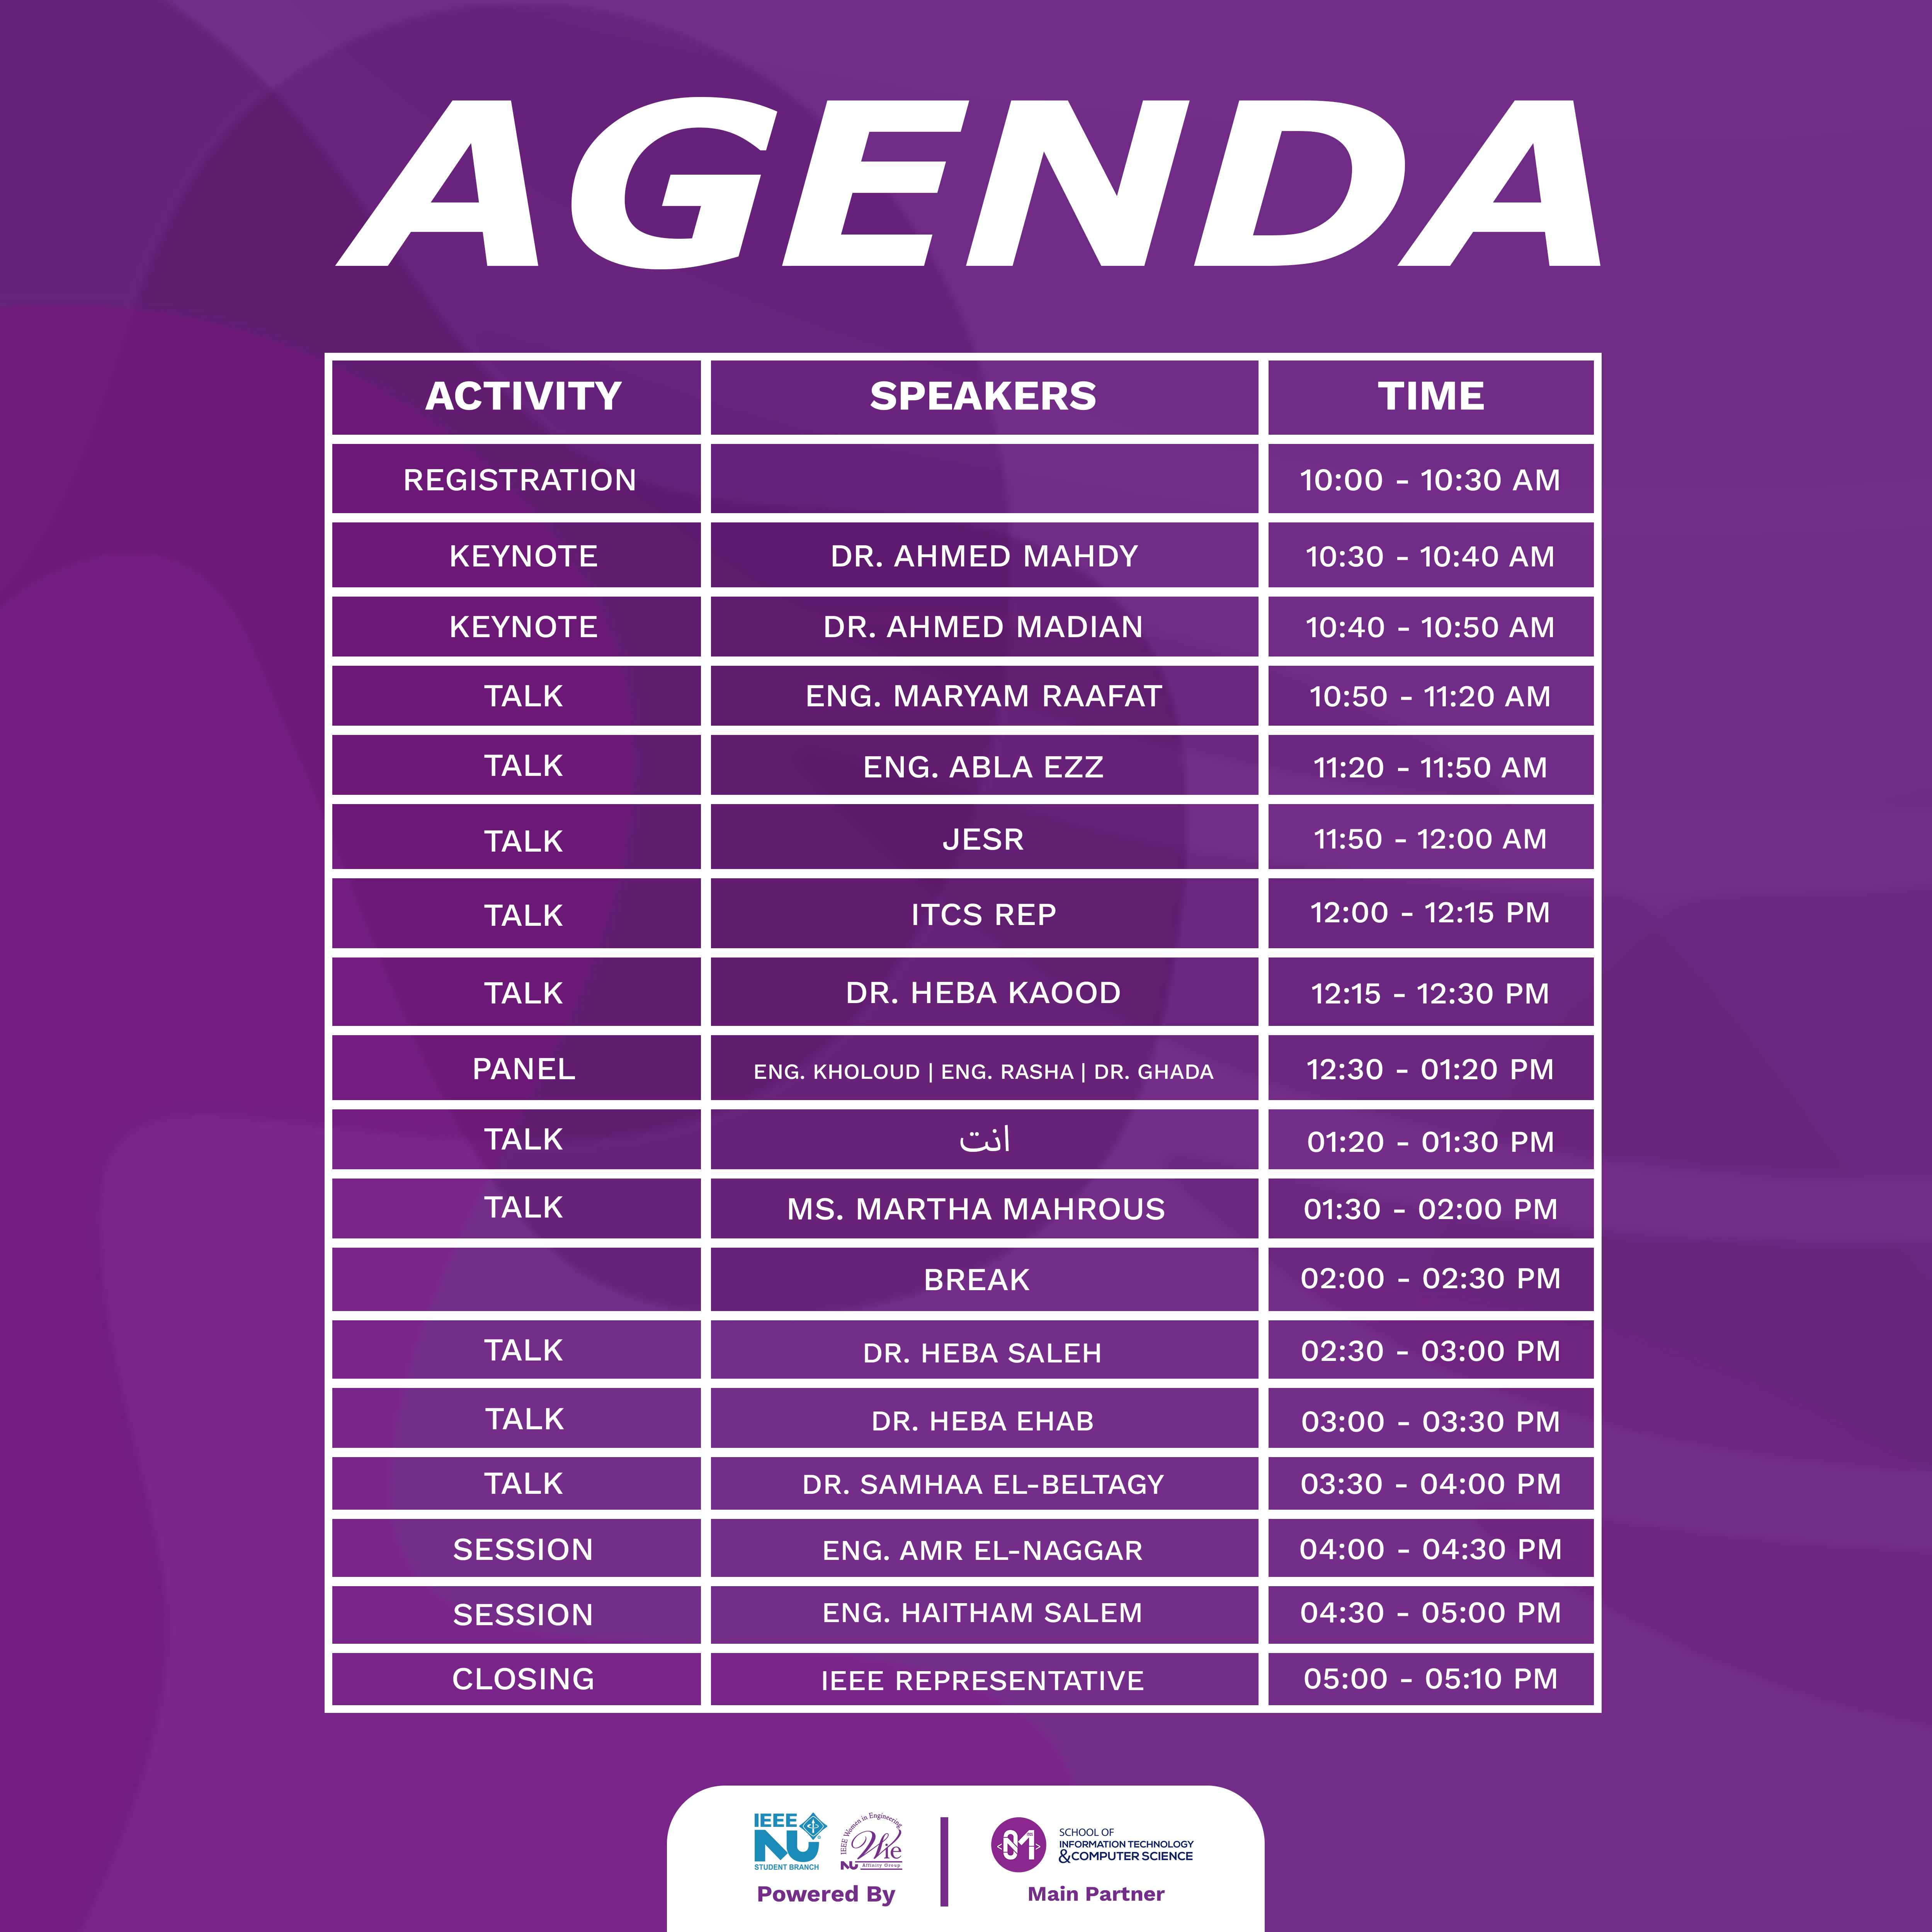 AGENDA
ACTIVITY SPEAKERS TIME
REGISTRATION 10:00 - 10:30 AM
KEYNOTE DR. AHMED MAHDY 10:30 - 10:40 AM
KEYNOTE DR. AHMED MADIAN 10:40 - 10:50 AM
TALK ENG. MARYAM RAAFAT 10:50 - 11:20 AM
TALK ENG. ABLA EZZ 11:20 - 11:50 AM
TALK JESR 11:50 - 12:00 AM
TALK ITCS REP 12:00 - 12:15 PM
TALK DR. HEBA KAOOD 12:15 - 12:30 PM
PANEL ENG. KHOLOUD | ENG. RASHA | DR. GHADA 12:30 - 01:20 PM
TALK انت 01:20 - 01:30 PM
TALK MS. MARTHA MAHROUS 01:30 - 02:00 PM
BREAK 02:00 - 02:30 PM
TALK DR. HEBA SALEH 02:30 - 03:00 PM
TALK DR. HEBA EHAB 03:00 - 03:30 PM
TALK DR. SAMHAA EL-BELTAGY 03:30 - 04:00 PM
SESSION ENG. AMR EL-NAGGAR 04:00 - 04:30 PM
SESSION ENG. HAITHAM SALEM 04:30 - 05:00 PM
CLOSING IEEE REPRESENTATIVE 05:00 - 05:10 PM
IEEE
NU
STUDENT BRANCH
IEEE Women in Engineering
Wie
NU Affinity Group
Powered By
SCHOOL OF
INFORMATION TECHNOLOGY
&COMPUTER SCIENCE
Main Partner